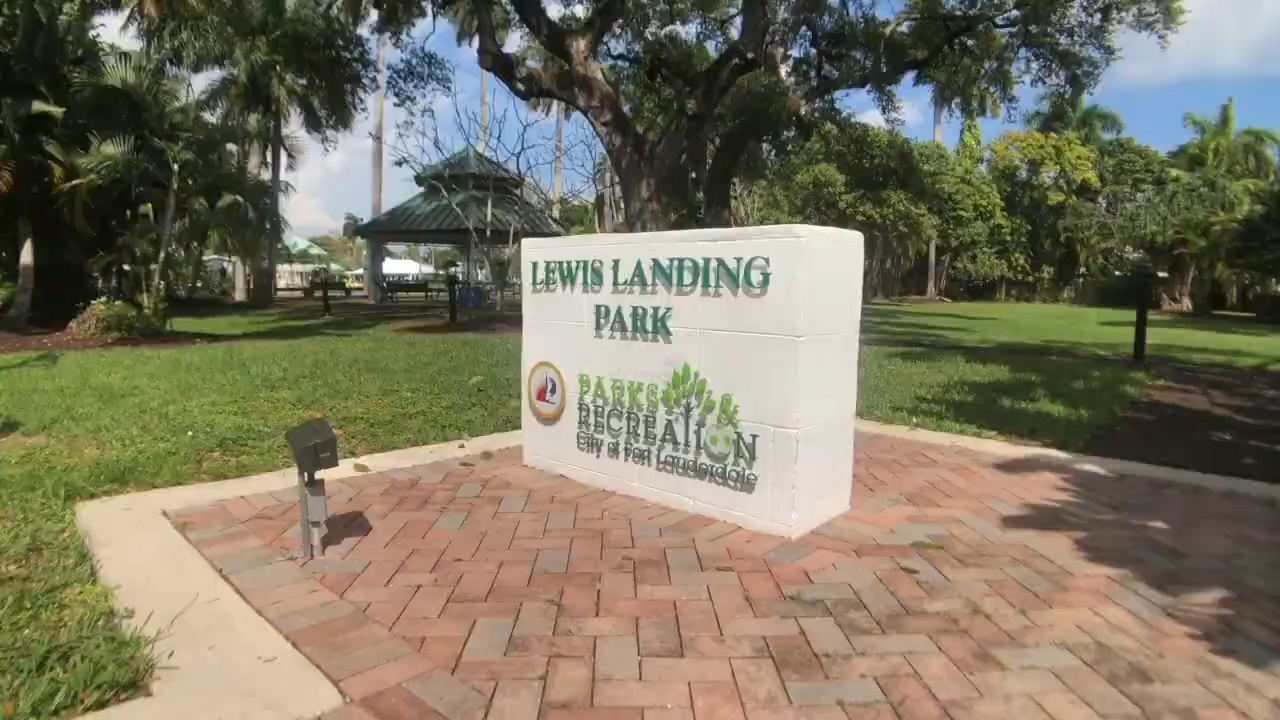 LEWIS LANDING
PARK
PARKS &
RECREATION
City of Fort Lauderdale